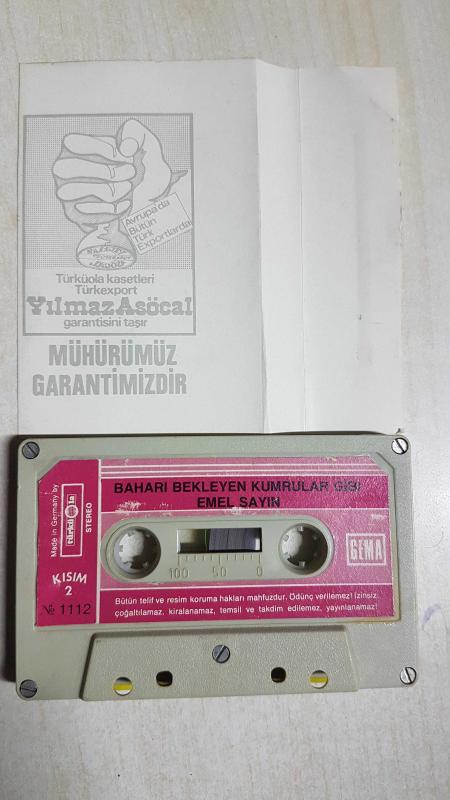 Avrupa'da
Bütün
Türk
Exportlarda
Türküola kasetleri
Türkexport
Yılmaz Asöcal
garantisini taşır
MÜHÜRÜMÜZ
GARANTİMİZDİR
BAHARI BEKLEYEN KUMRULAR GİBİ
EMEL SAYIN
Made in Germany by
türküola
STEREO
KISIM
2
№ 1112
GEMA
100 50 0
Bütün telif ve resim koruma hakları mahfuzdur. Ödünç verilemez! İzinsiz
çoğaltılamaz, kiralanamaz, temsil ve takdim edilemez, yayınlanamaz!